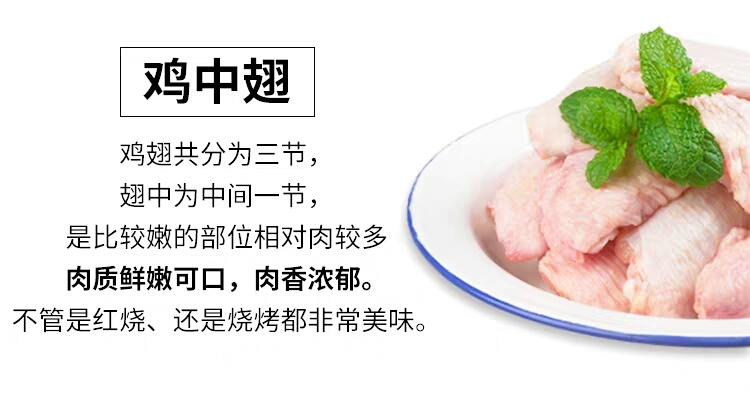 鸡中翅
鸡翅共分为三节，
翅中为中间一节，
是比较嫩的部位相对肉较多
肉质鲜嫩可口，肉香浓郁。
不管是红烧、还是烧烤都非常美味。